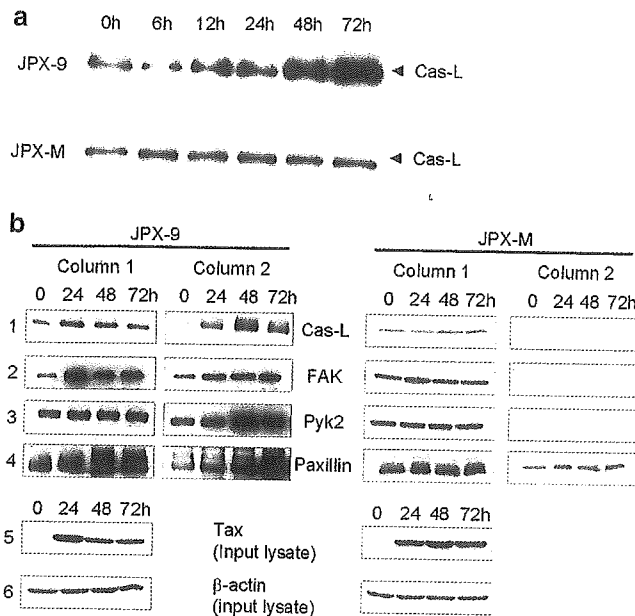 a
0h 6h 12h 24h 48h 72h
JPX-9 Cas-L
JPX-M Cas-L
b
JPX-9 JPX-M
Column 1 Column 2 Column 1 Column 2
0 24 48 72h 0 24 48 72h 0 24 48 72h 0 24 48 72h
1 Cas-L
2 FAK
3 Pyk2
4 Paxillin
0 24 48 72h 0 24 48 72h
5 Tax
(Input lysate)
6 β-actin
(input lysate)